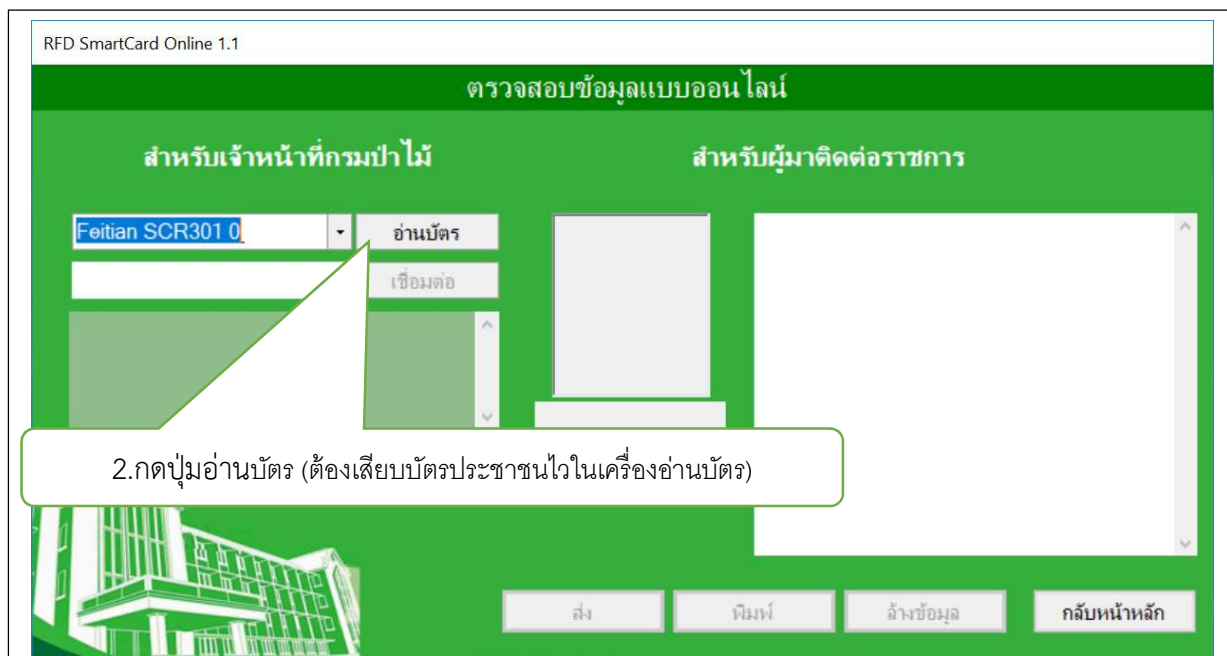 RFD SmartCard Online 1.1
ตรวจสอบข้อมูลแบบออนไลน์
สำหรับเจ้าหน้าที่กรมป่าไม้
สำหรับผู้มาติดต่อราชการ
Feitian SCR301 0
อ่านบัตร
เชื่อมต่อ
2.กดปุ่มอ่านบัตร (ต้องเสียบบัตรประชาชนไวในเครื่องอ่านบัตร)
ส่ง
พิมพ์
ล้างข้อมูล
กลับหน้าหลัก